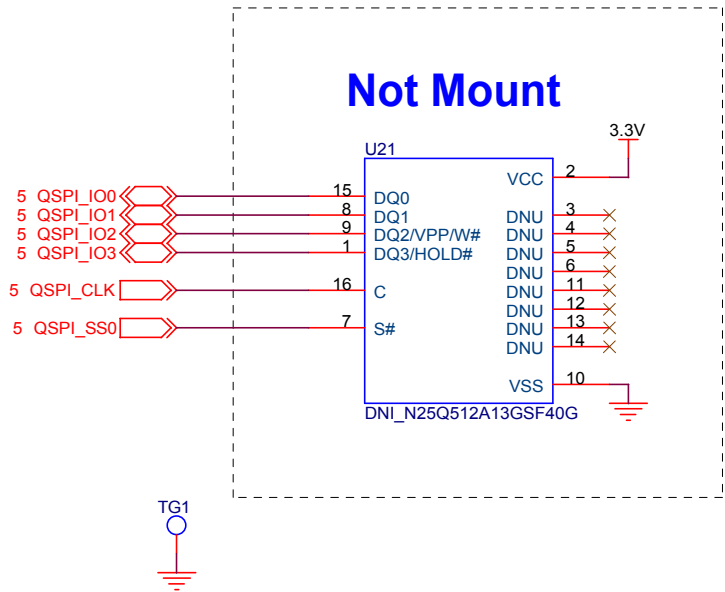 Not Mount
3.3V
U21
VCC 2
5 QSPI_IO0 15 DQ0
5 QSPI_IO1 8 DQ1 DNU 3
5 QSPI_IO2 9 DQ2/VPP/W# DNU 4
5 QSPI_IO3 1 DQ3/HOLD# DNU 5
DNU 6
5 QSPI_CLK 16 C DNU 11
DNU 12
5 QSPI_SS0 7 S# DNU 13
DNU 14
VSS 10
DNI_N25Q512A13GSF40G
TG1